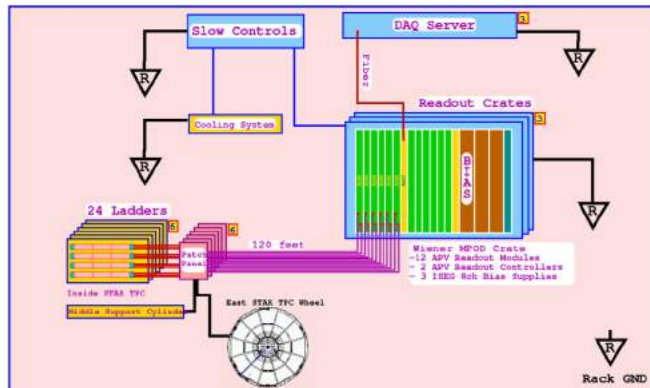 Slow Controls
DAQ Server
3
R
R
Fiber
Readout Crates
3
Cooling System
BIAS
R
R
24 Ladders
6
6
120 feet
Patch
Panel
Wiener MPOD Crate
-12 APV Readout Modules
- 2 APV Readout Controllers
- 3 ISEG 8ch Bias Supplies
Inside STAR TPC
Middle Support Cylinde
East STAR TPC Wheel
R
Rack GND